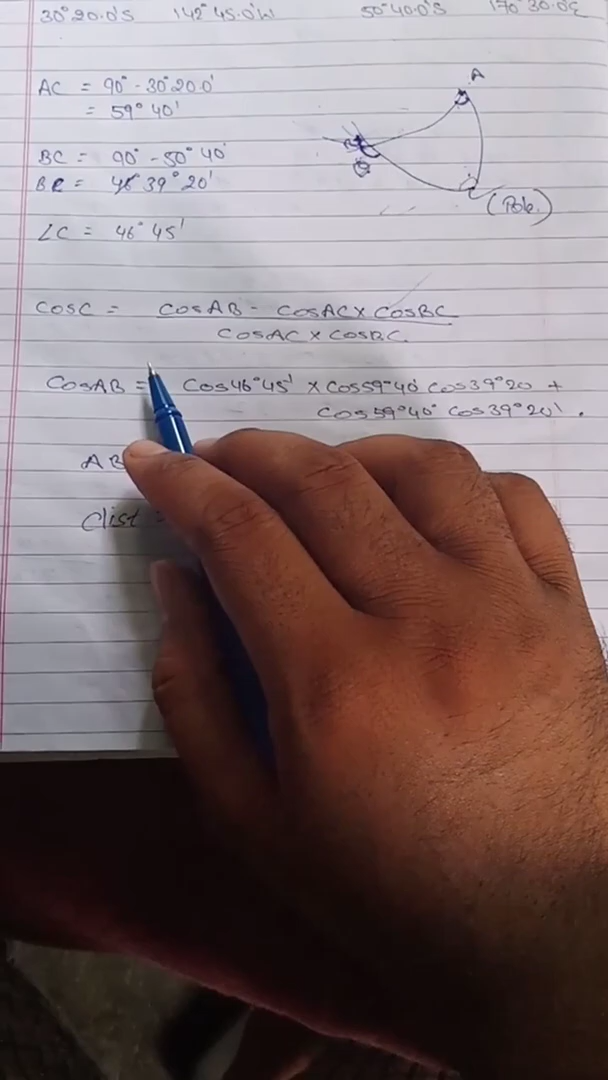 30° 20.0'S 142° 45.0'W 50° 40.0'S 170° 30.0'E
AC = 90° - 30° 20.0'
= 59° 40'
A
BC = 90° - 50° 40'
BC = 39° 20'
(Pole)
LC = 46° 45'
COSC = COSAB - COSAC X COSBC
COSAC X COSBC.
COSAB = Cos46°45' X Cos59°40' Cos39°20 +
Cos59°40' Cos39°20'.
AB
dist